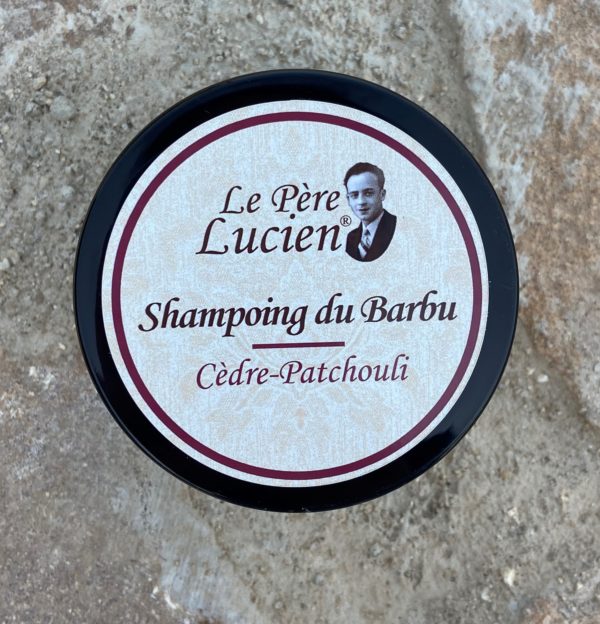 Le Père
Lucien®
Shampoing du Barbu
Cèdre-Patchouli